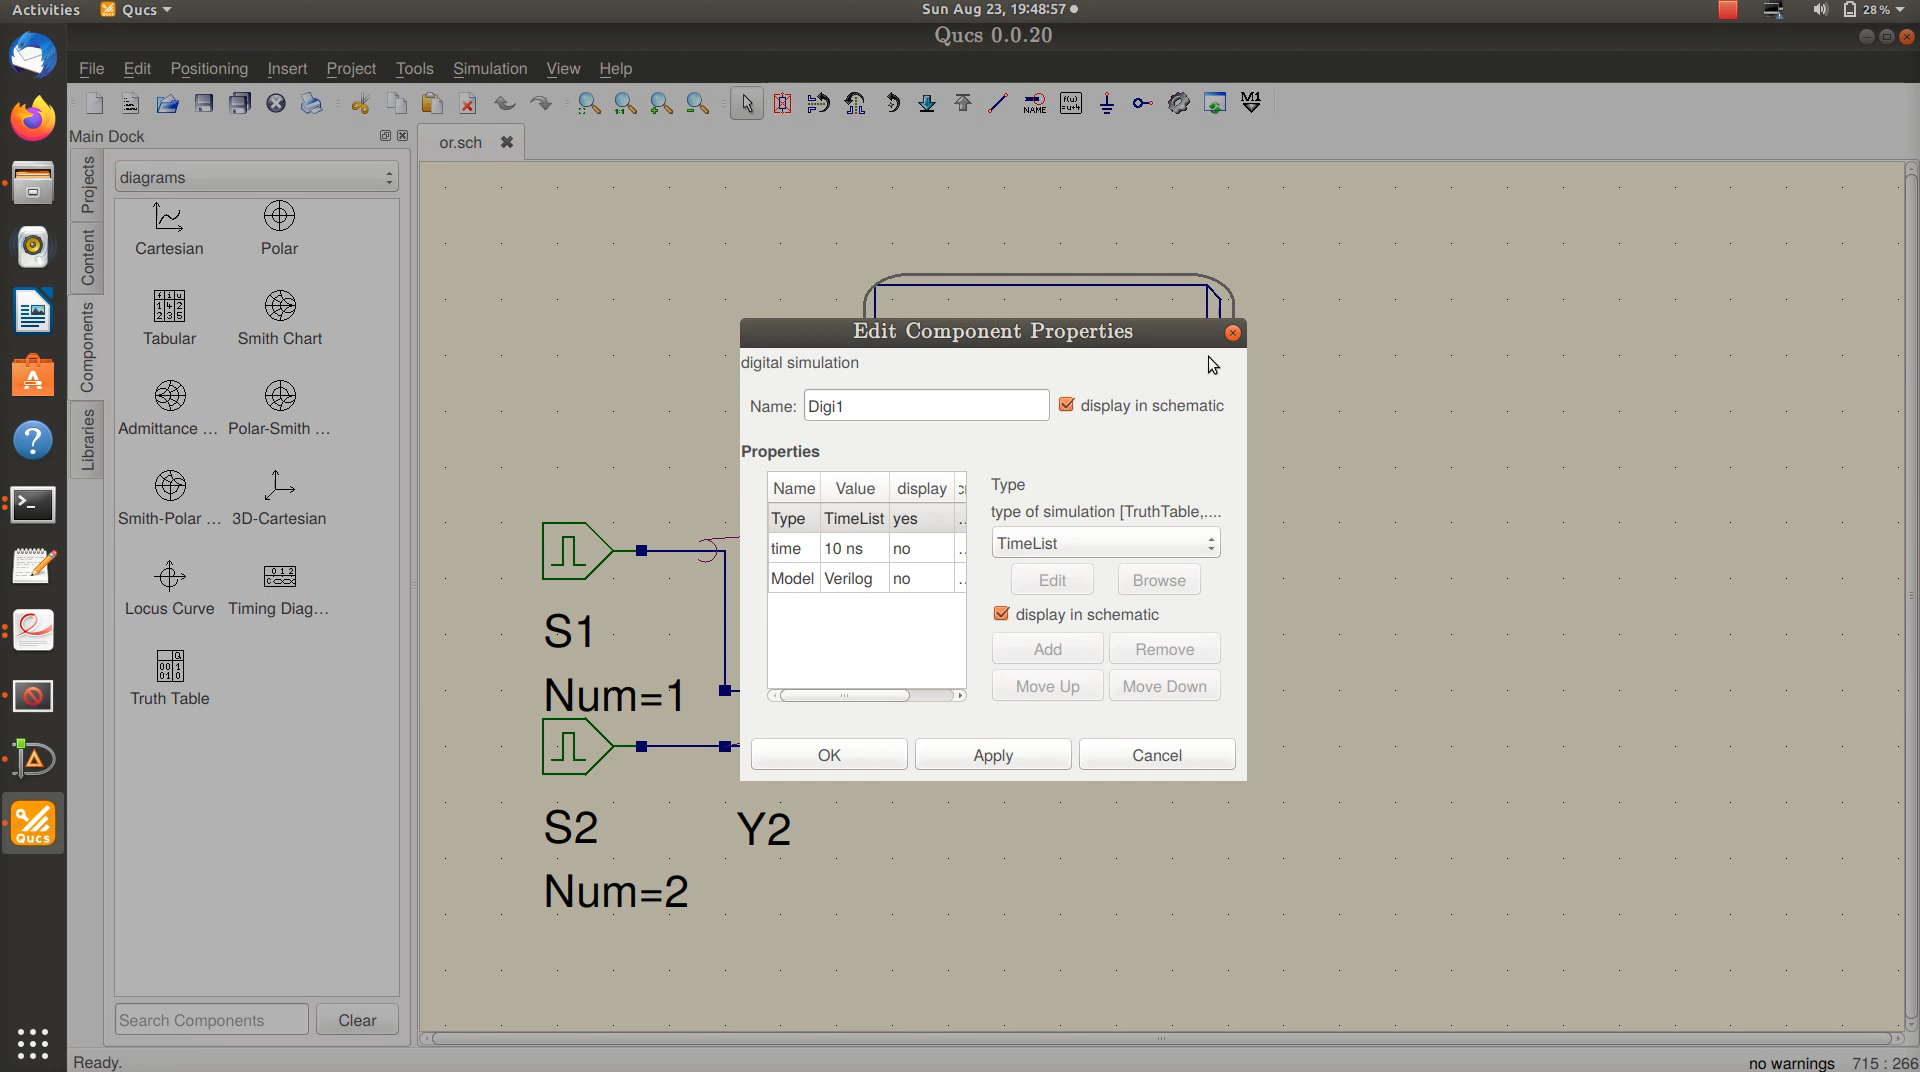 Activities Qucs Sun Aug 23, 19:48:57 28%
Qucs 0.0.20
File Edit Positioning Insert Project Tools Simulation View Help
NAME f(u) =u+4 M1
Main Dock
or.sch
Projects
Content
Components
Libraries
diagrams
Cartesian Polar
Tabular Smith Chart
Admittance ... Polar-Smith ...
Smith-Polar ... 3D-Cartesian
Locus Curve Timing Diag...
Truth Table
Search Components Clear
Edit Component Properties
digital simulation
Name: Digi1 display in schematic
Properties
Name Value display
Type TimeList yes ..
time 10 ns no ..
Model Verilog no ..
Type
type of simulation [TruthTable,....
TimeList
Edit Browse
display in schematic
Add Remove
Move Up Move Down
OK Apply Cancel
S1
Num=1
S2 Y2
Num=2
Qucs
Ready. no warnings 715 : 266